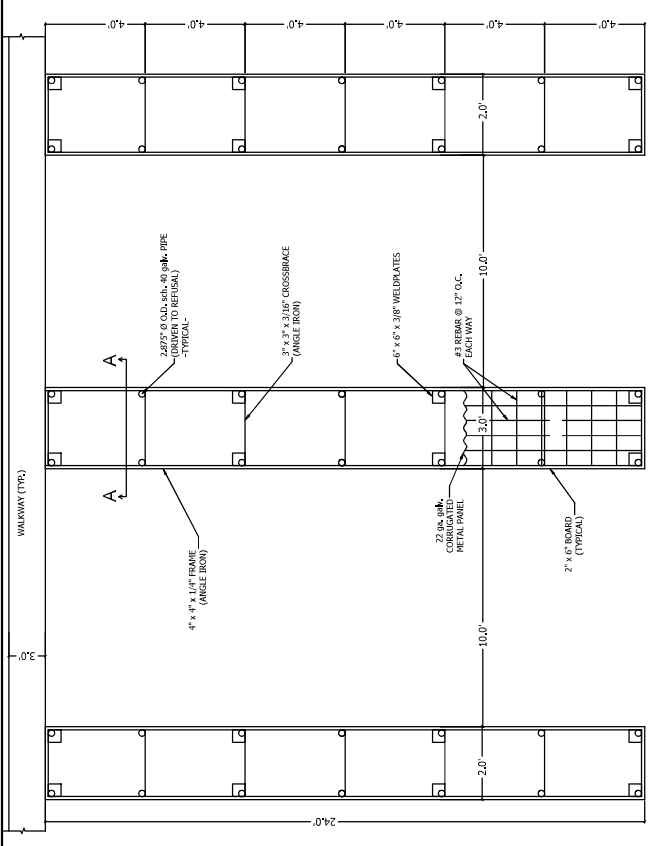 WALKWAY (TYP.)
3.0'
4.0'
4.0'
4.0'
4.0'
4.0'
4.0'
A
A
2.875" Ø O.D. sch. 40 galv. PIPE
(DRIVEN TO REFUSAL)
-TYPICAL-
4" x 4" x 1/4" FRAME
(ANGLE IRON)
3" x 3" x 3/16" CROSSBRACE
(ANGLE IRON)
6" x 6" x 3/8" WELDPLATES
#3 REBAR @ 12" O.C.
EACH WAY
22 ga. galv.
CORRUGATED
METAL PANEL
2" x 6" BOARD
(TYPICAL)
2.0'
10.0'
3.0'
10.0'
2.0'
24.0'